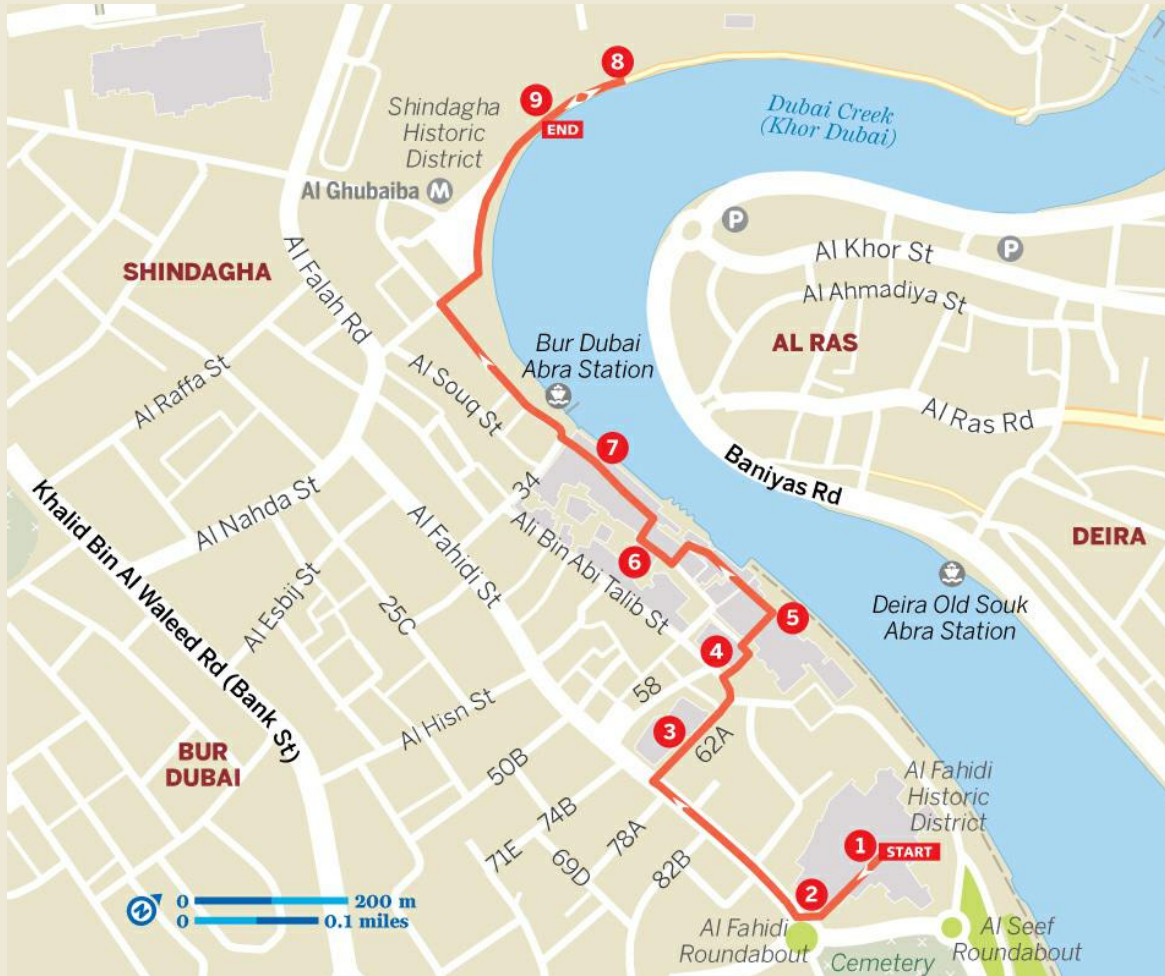 8
9
END
Shindagha
Historic
District
Dubai Creek
(Khor Dubai)
Al Ghubaiba M
P
P
Al Khor St
Al Ahmadiya St
SHINDAGHA
Al Falah Rd
AL RAS
Bur Dubai
Abra Station
Al Raffa St
Al Souq St
Al Ras Rd
7
Baniyas Rd
34
Khalid Bin Al Waleed Rd (Bank St)
Al Nahda St
Al Fahidi St
Ali Bin Abi Talib St
6
DEIRA
Al Esbij St
25C
Deira Old Souk
Abra Station
5
4
58
Al Hisn St
3
62A
BUR
DUBAI
50B
Al Fahidi
Historic
District
74B
78A
71E
69D
82B
1
START
2
N
0 200 m
0 0.1 miles
Al Fahidi
Roundabout
Al Seef
Roundabout
Cemetery